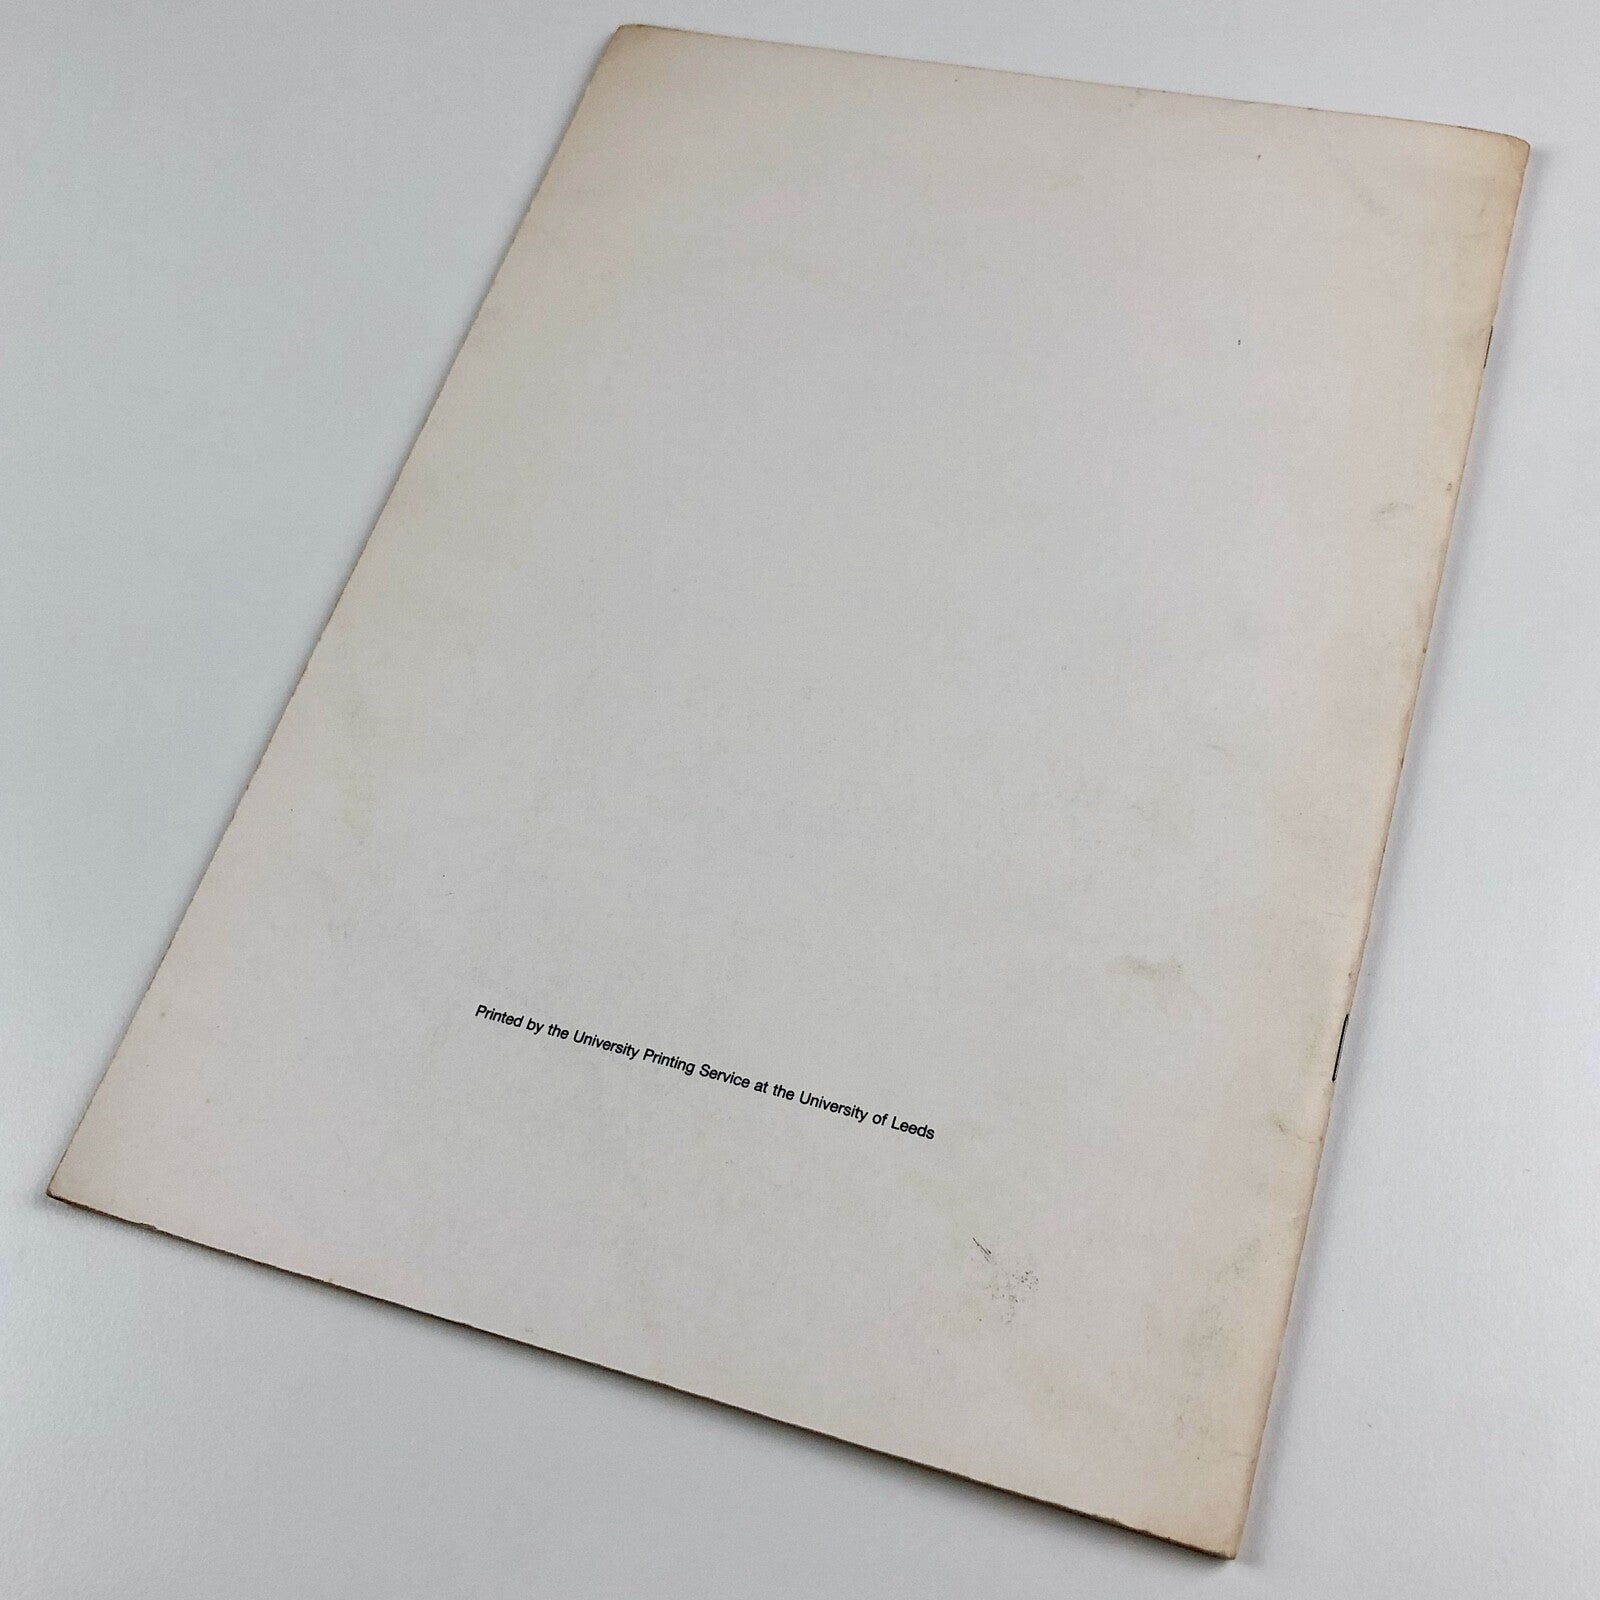 Printed by the University Printing Service at the University of Leeds